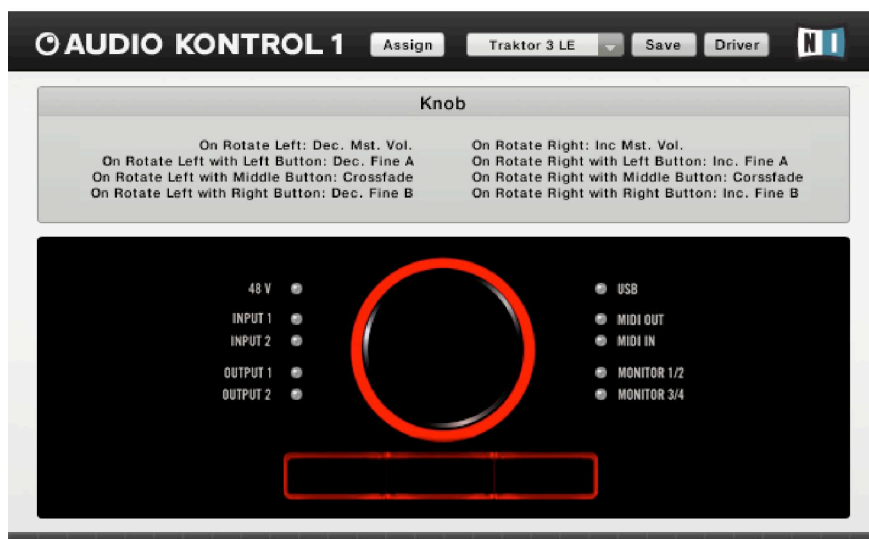 AUDIO KONTROL 1 Assign Traktor 3 LE Save Driver NI
Knob
On Rotate Left: Dec. Mst. Vol. On Rotate Right: Inc Mst. Vol.
On Rotate Left with Left Button: Dec. Fine A On Rotate Right with Left Button: Inc. Fine A
On Rotate Left with Middle Button: Crossfade On Rotate Right with Middle Button: Corssfade
On Rotate Left with Right Button: Dec. Fine B On Rotate Right with Right Button: Inc. Fine B
48 V USB
INPUT 1 MIDI OUT
INPUT 2 MIDI IN
OUTPUT 1 MONITOR 1/2
OUTPUT 2 MONITOR 3/4